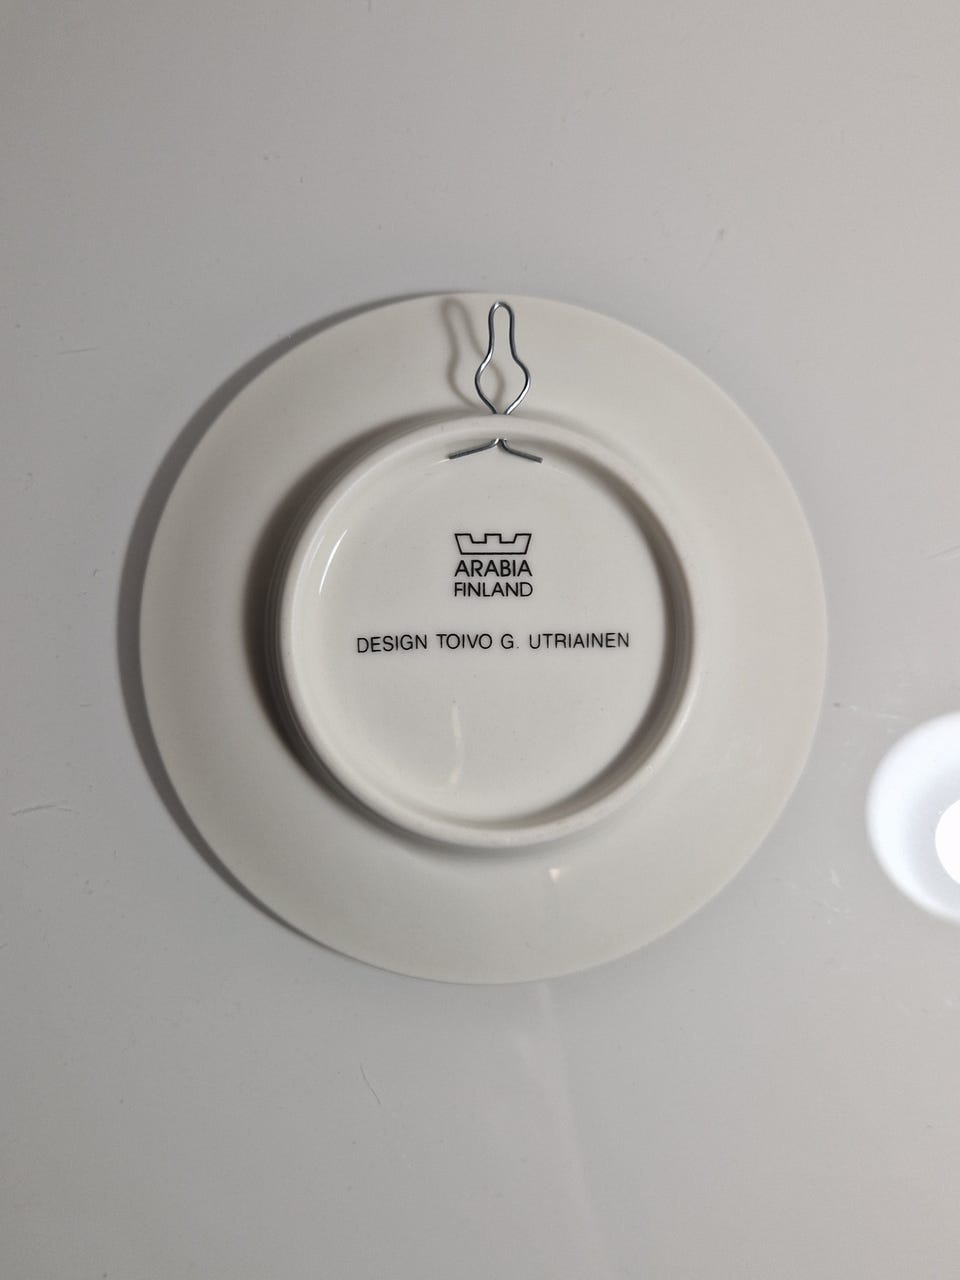 ARABIA
FINLAND
DESIGN TOIVO G. UTRIAINEN